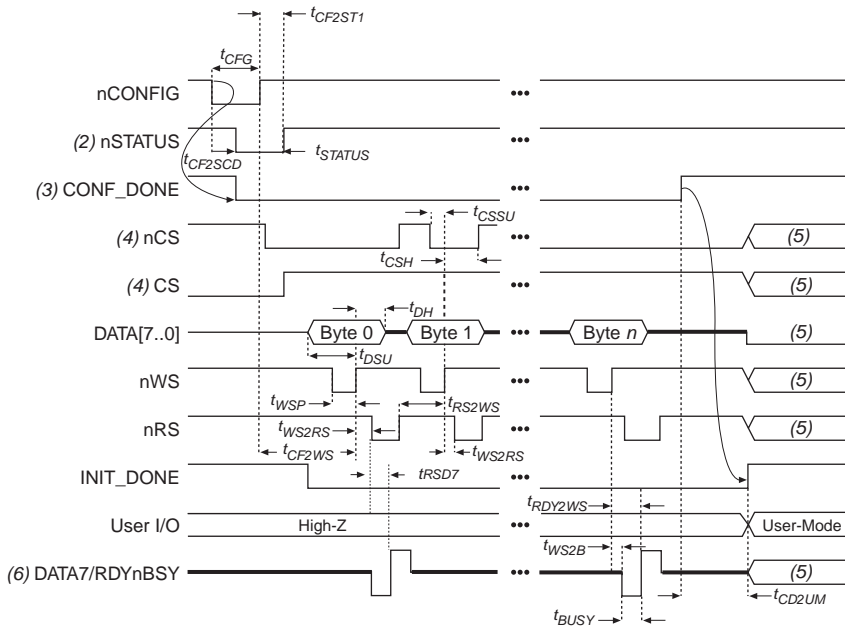 tCF2ST1
tCFG
nCONFIG
•••
(2) nSTATUS
tSTATUS
•••
tCF2SCD
(3) CONF_DONE
•••
tCSSU
(4) nCS
•••
(5)
tCSH
(4) CS
•••
(5)
tDH
DATA[7..0]
Byte 0
Byte 1
•••
Byte n
(5)
tDSU
nWS
•••
(5)
tWSP
tRS2WS
nRS
•••
(5)
tWS2RS
tCF2WS
tWS2RS
tRSD7
INIT_DONE
•••
tRDY2WS
User I/O
High-Z
•••
User-Mode
tWS2B
(6) DATA7/RDYnBSY
•••
(5)
tCD2UM
tBUSY